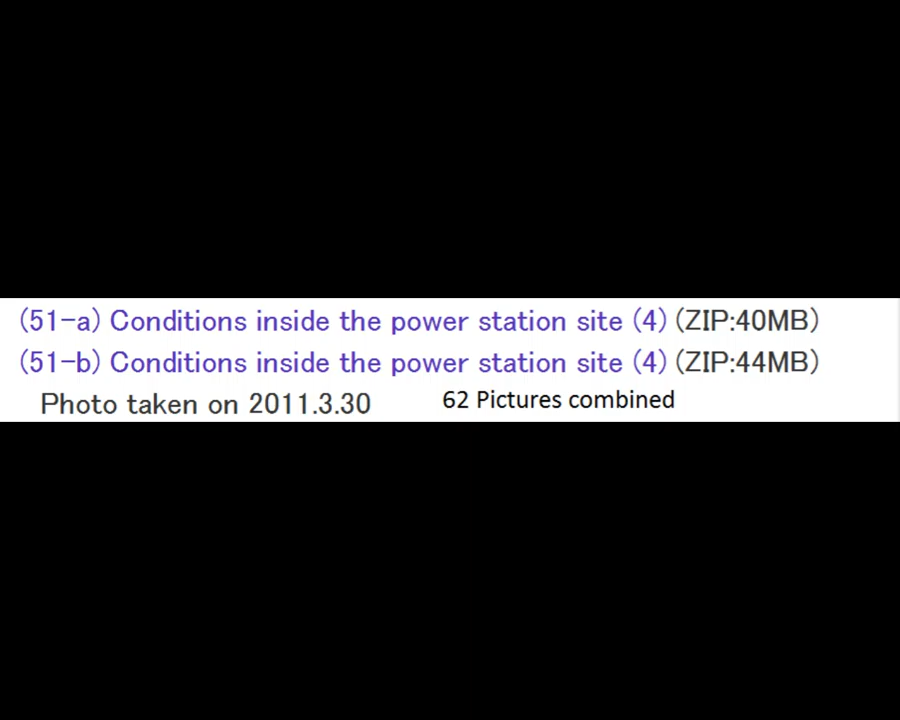 (51-a) Conditions inside the power station site (4) (ZIP:40MB)
(51-b) Conditions inside the power station site (4) (ZIP:44MB)
Photo taken on 2011.3.30 62 Pictures combined